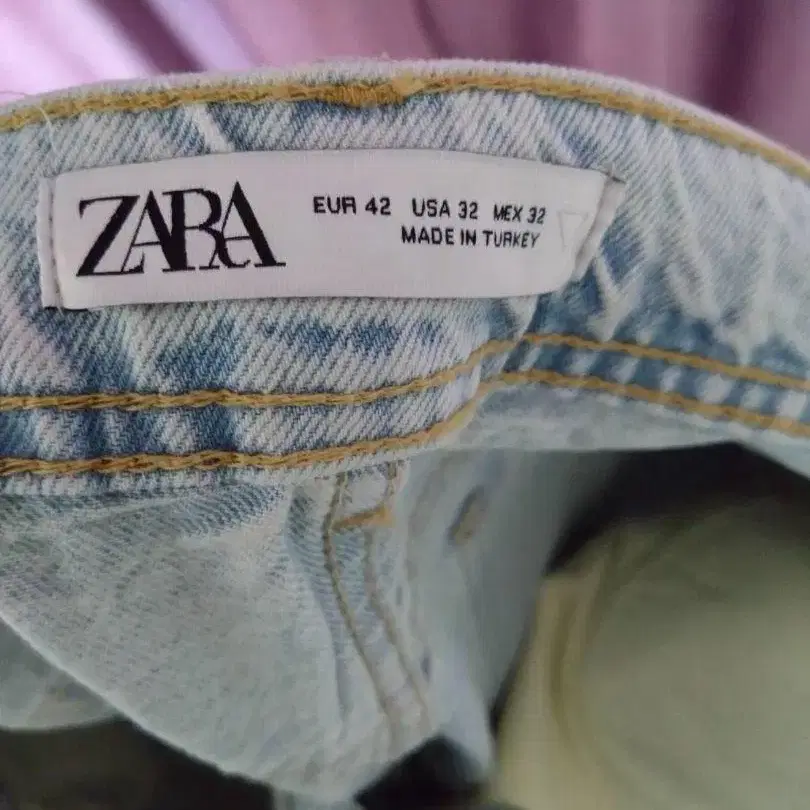 ZARA
EUR 42 USA 32 MEX 32
MADE IN TURKEY